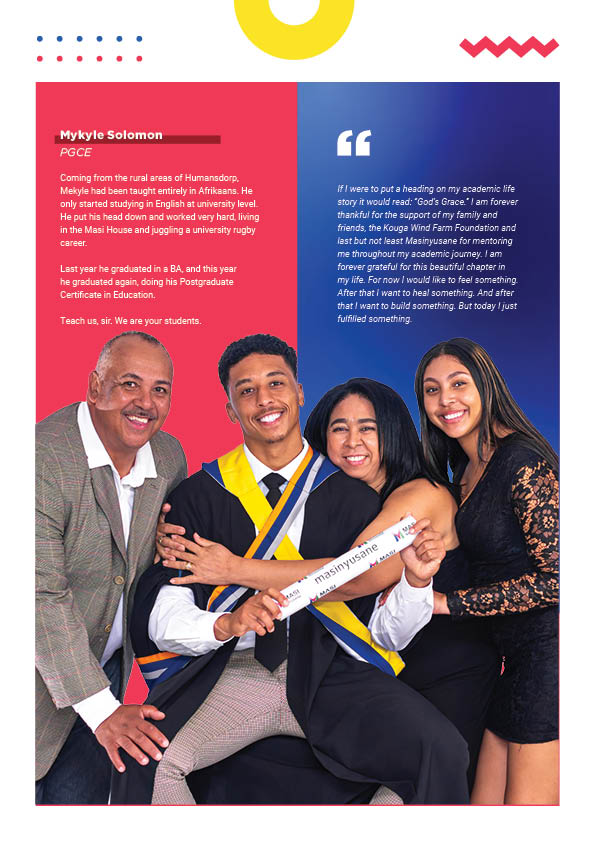 Mykyle Solomon
PGCE
Coming from the rural areas of Humansdorp,
Mekyle had been taught entirely in Afrikaans. He
only started studying in English at university level.
He put his head down and worked very hard, living
in the Masi House and juggling a university rugby
career.
Last year he graduated in a BA, and this year
he graduated again, doing his Postgraduate
Certificate in Education.
Teach us, sir. We are your students.
If I were to put a heading on my academic life
story it would read: “God’s Grace.” I am forever
thankful for the support of my family and
friends, the Kouga Wind Farm Foundation and
last but not least Masinyusane for mentoring
me throughout my academic journey. I am
forever grateful for this beautiful chapter in
my life. For now I would like to feel something.
After that I want to heal something. And after
that I want to build something. But today I just
fulfilled something.
masinyusane
MASI
MASI